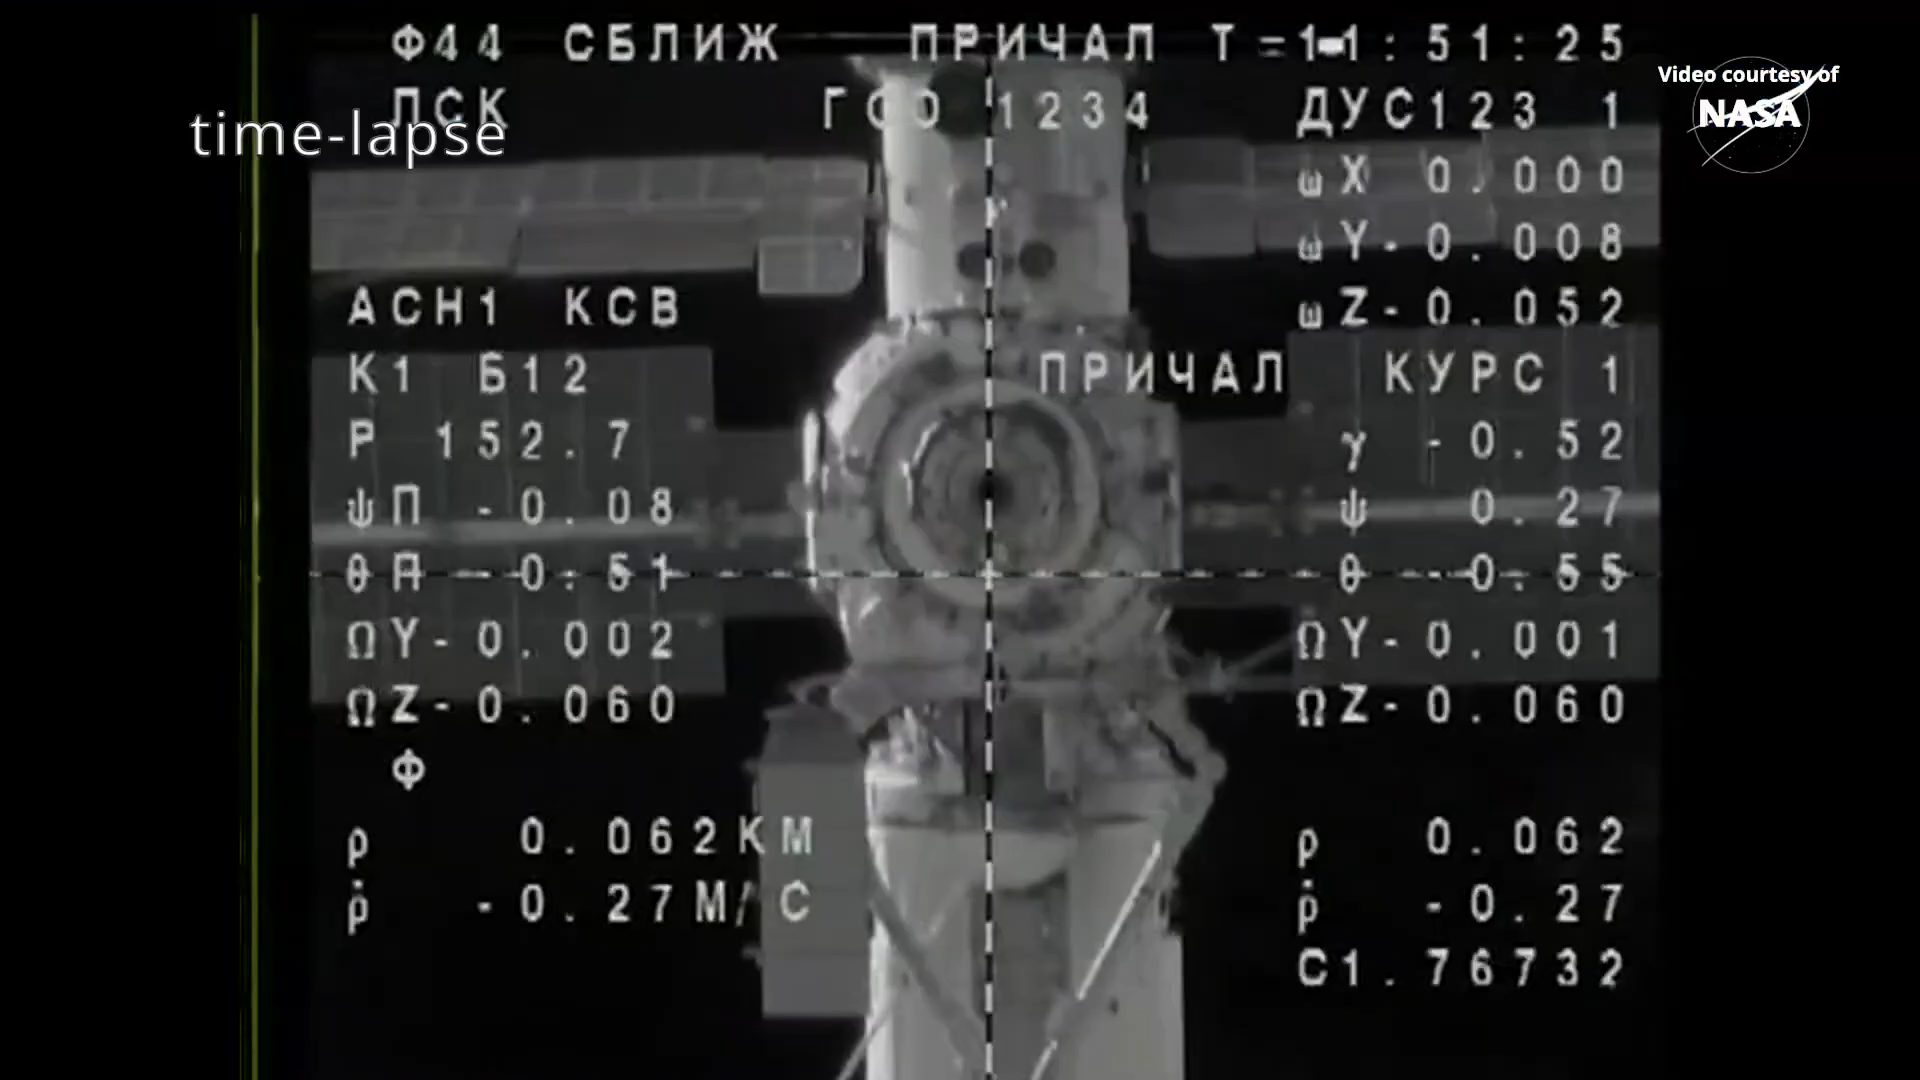 Ф44 СБЛИЖ ПРИЧАЛ Т=11:51:25
ЛСК ГСО 1234 ДУС123 1
time-lapse
Video courtesy of
NASA
ωX 0.000
ωY-0.008
ωZ-0.052
АСН1 КСВ
К1 Б12 ПРИЧАЛ КУРС 1
Р 152.7 γ -0.52
ψП -0.08 ψ 0.27
θП -0.51 θ -0.55
ΩY-0.002 ΩY-0.001
ΩZ-0.060 ΩZ-0.060
Ф
ρ 0.062КМ ρ 0.062
ρ̇ -0.27М/С ρ̇ -0.27
С1.76732